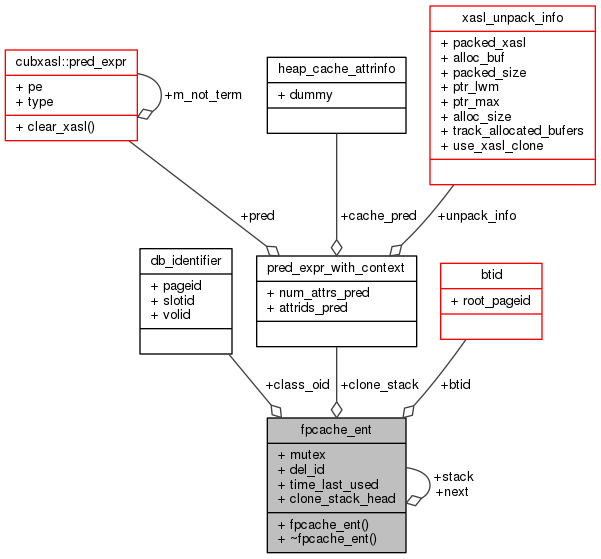 xasl_unpack_info
+ packed_xasl
+ alloc_buf
+ packed_size
+ ptr_lwm
+ ptr_max
+ alloc_size
+ track_allocated_bufers
+ use_xasl_clone
cubxasl::pred_expr
+ pe
+ type
+ clear_xasl()
+m_not_term
heap_cache_attrinfo
+ dummy
+pred
+cache_pred
+unpack_info
db_identifier
+ pageid
+ slotid
+ volid
pred_expr_with_context
+ num_attrs_pred
+ attrids_pred
btid
+ root_pageid
+class_oid
+clone_stack
+btid
fpcache_ent
+ mutex
+ del_id
+ time_last_used
+ clone_stack_head
+ fpcache_ent()
+ ~fpcache_ent()
+stack
+next